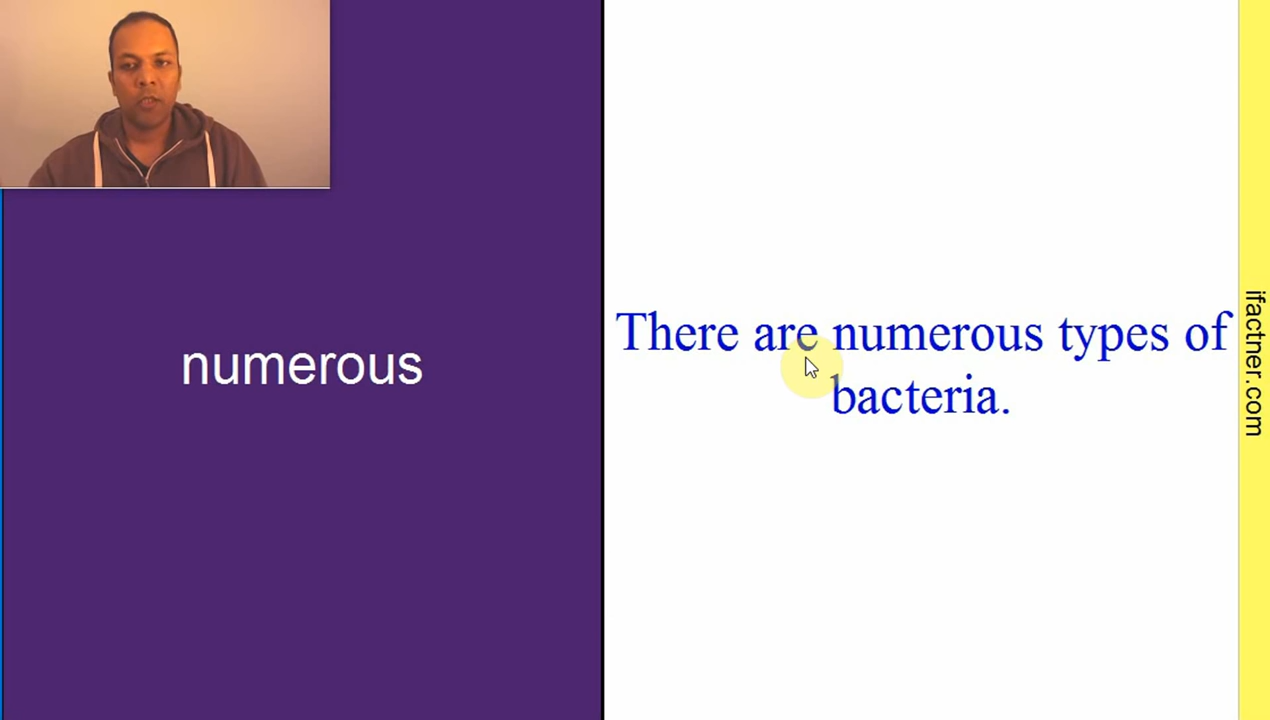 numerous
There are numerous types of
bacteria.
ifactner.com